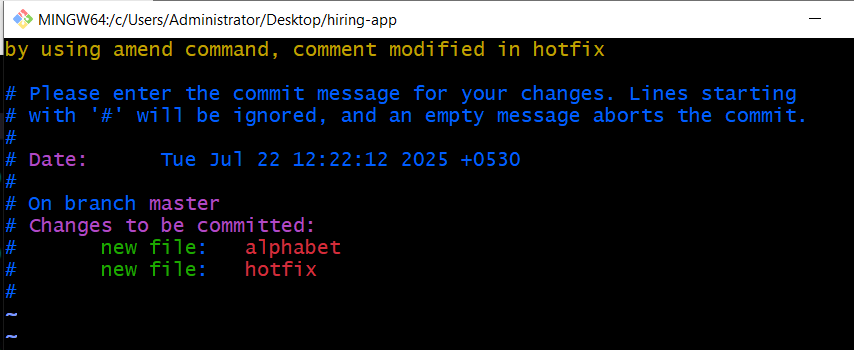 MINGW64:/c/Users/Administrator/Desktop/hiring-app
by using amend command, comment modified in hotfix
# Please enter the commit message for your changes. Lines starting
# with '#' will be ignored, and an empty message aborts the commit.
#
# Date:      Tue Jul 22 12:22:12 2025 +0530
#
# On branch master
# Changes to be committed:
#       new file:   alphabet
#       new file:   hotfix
#
~
~